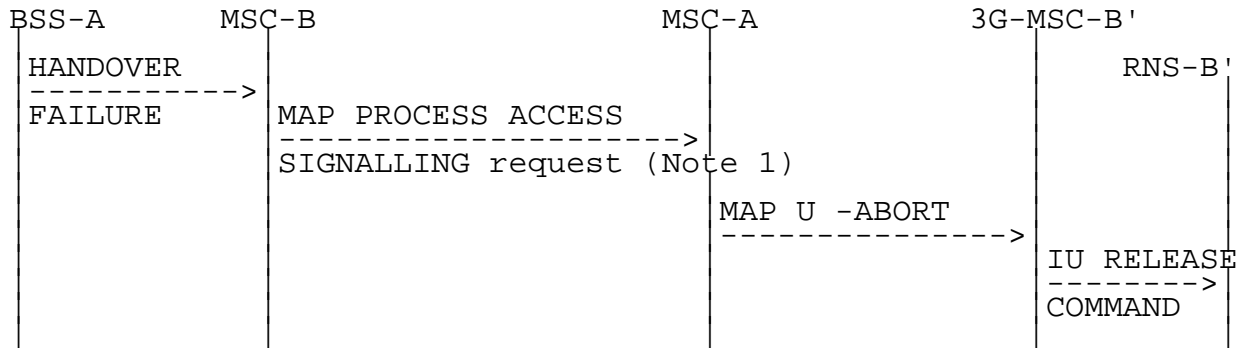 BSS-A MSC-B MSC-A 3G-MSC-B'
HANDOVER RNS-B'
FAILURE MAP PROCESS ACCESS
SIGNALLING request (Note 1)
MAP U -ABORT
IU RELEASE
COMMAND